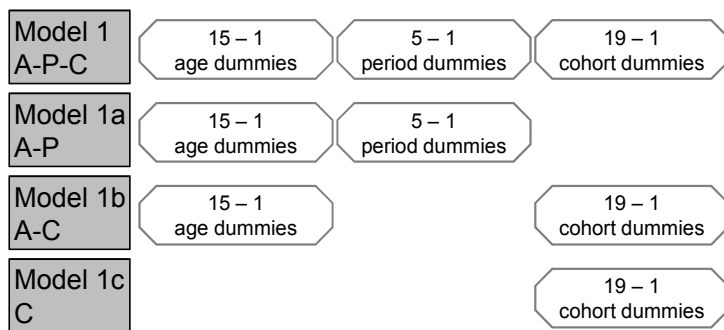 Model 1
A-P-C
15 – 1
age dummies
5 – 1
period dummies
19 – 1
cohort dummies
Model 1a
A-P
15 – 1
age dummies
5 – 1
period dummies
Model 1b
A-C
15 – 1
age dummies
19 – 1
cohort dummies
Model 1c
C
19 – 1
cohort dummies